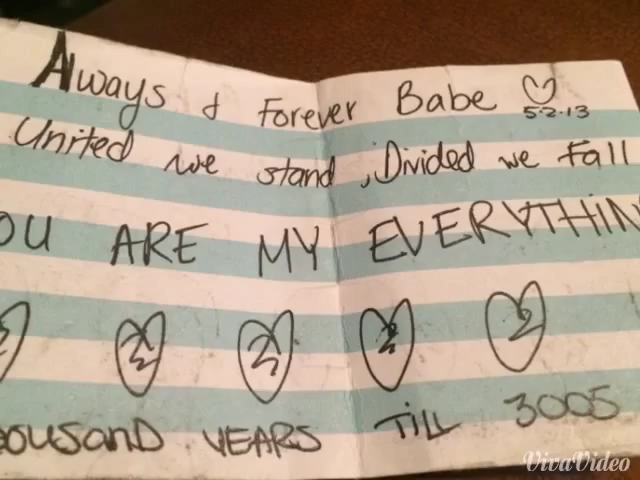 Always & Forever Babe
5.2.13
United we stand, Divided we Fall
OU ARE MY EVERYTHIN
OUSAND YEARS TILL 3005
VivaVideo